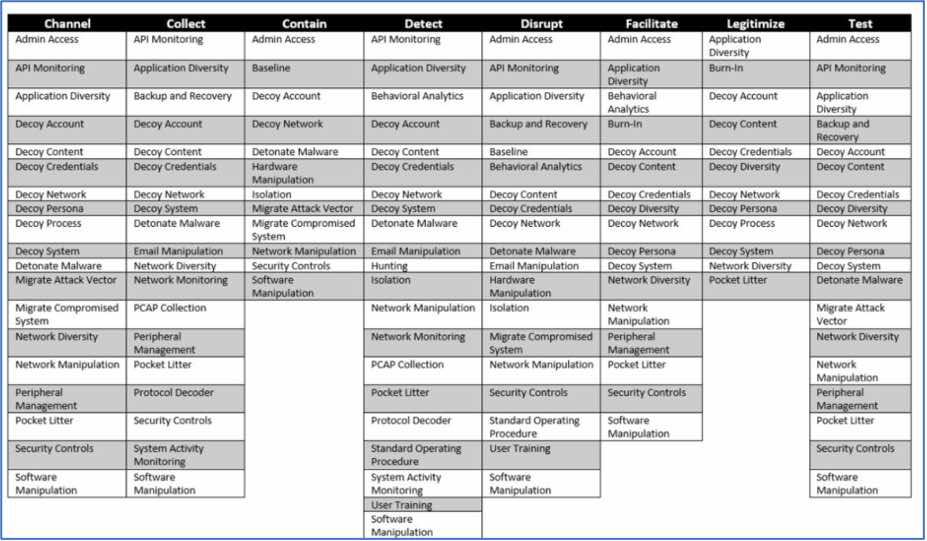 Channel Collect Contain Detect Disrupt Facilitate Legitimize Test
Admin Access API Monitoring Admin Access API Monitoring Admin Access Admin Access Application Admin Access
Diversity
API Monitoring Application Diversity Baseline Application Diversity API Monitoring Application Burn-In API Monitoring
Diversity
Application Diversity Backup and Recovery Decoy Account Behavioral Analytics Application Diversity Behavioral Decoy Account Application
Analytics Diversity
Decoy Account Decoy Account Decoy Network Decoy Account Backup and Recovery Burn-In Decoy Content Backup and
Recovery
Decoy Content Decoy Content Detonate Malware Decoy Content Baseline Decoy Account Decoy Credentials Decoy Account
Decoy Credentials Decoy Credentials Hardware Decoy Credentials Behavioral Analytics Decoy Content Decoy Diversity Decoy Content
Manipulation
Decoy Network Decoy Network Isolation Decoy Network Decoy Content Decoy Credentials Decoy Network Decoy Credentials
Decoy Persona Decoy System Migrate Attack Vector Decoy System Decoy Credentials Decoy Diversity Decoy Persona Decoy Diversity
Decoy Process Detonate Malware Migrate Compromised Detonate Malware Decoy Network Decoy Network Decoy Process Decoy Network
System
Decoy System Email Manipulation Network Manipulation Email Manipulation Detonate Malware Decoy Persona Decoy System Decoy Persona
Detonate Malware Network Diversity Security Controls Hunting Email Manipulation Decoy System Network Diversity Decoy System
Migrate Attack Vector Network Monitoring Software Isolation Hardware Network Diversity Pocket Litter Detonate Malware
Manipulation Manipulation
Migrate Compromised PCAP Collection Network Manipulation Isolation Network Migrate Attack
System Manipulation Vector
Network Diversity Peripheral Network Monitoring Migrate Compromised Peripheral Network Diversity
Management System Management
Network Manipulation Pocket Litter PCAP Collection Network Manipulation Pocket Litter Network
Manipulation
Peripheral Protocol Decoder Pocket Litter Security Controls Security Controls Peripheral
Management Management
Pocket Litter Security Controls Protocol Decoder Standard Operating Software Pocket Litter
Procedure Manipulation
Security Controls System Activity Standard Operating User Training Security Controls
Monitoring Procedure
Software Software System Activity Software
Manipulation Manipulation Monitoring Manipulation
User Training
Software
Manipulation